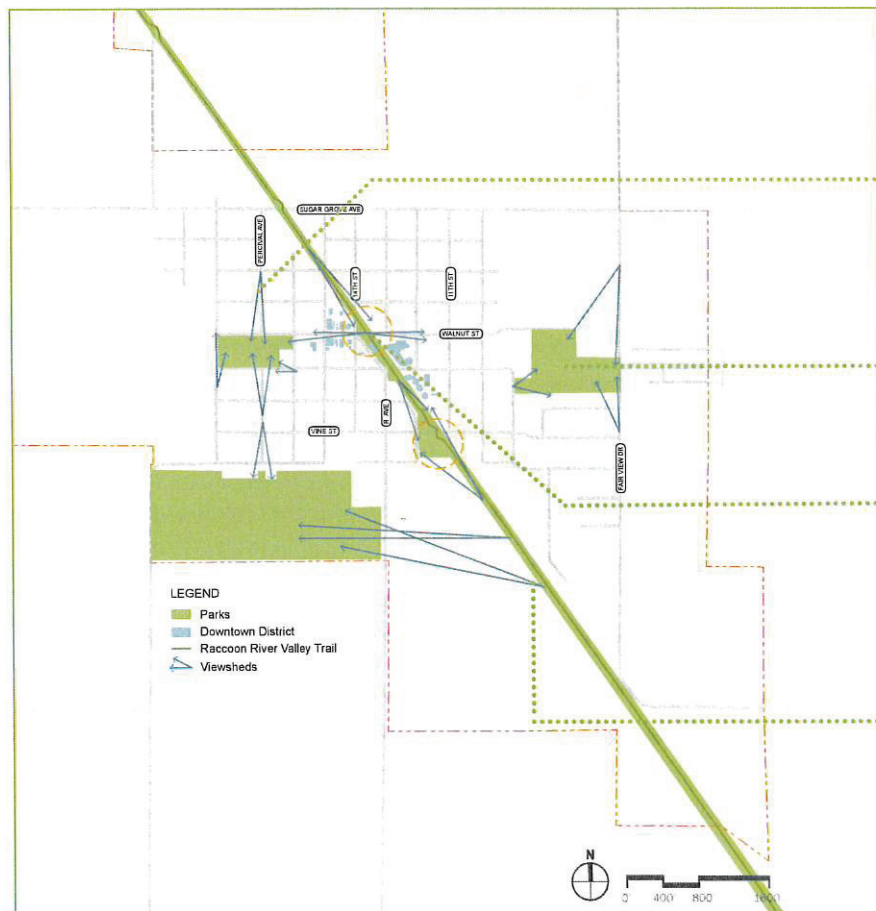 SUGAR GROVE AVE
PERCIVAL AVE
14TH ST
11TH ST
WALNUT ST
R AVE
VINE ST
FAIR VIEW DR
LEGEND
Parks
Downtown District
Raccoon River Valley Trail
Viewsheds
N
0 400 800 1600